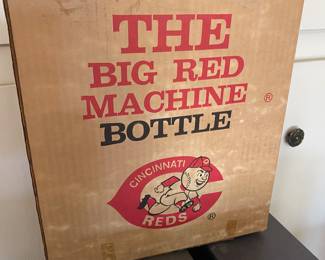 THE
BIG RED
MACHINE ®
BOTTLE
CINCINNATI
REDS ®